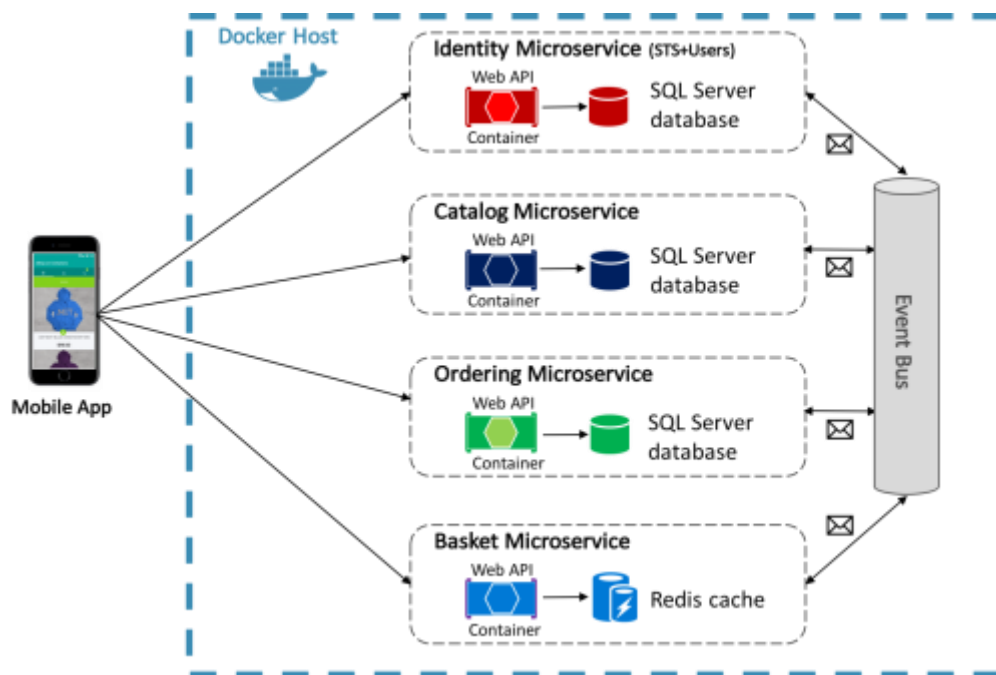 Docker Host
Identity Microservice (STS+Users)
Web API
Container
SQL Server
database
Catalog Microservice
Web API
Container
SQL Server
database
Ordering Microservice
Web API
Container
SQL Server
database
Basket Microservice
Web API
Container
Redis cache
Mobile App
Event Bus